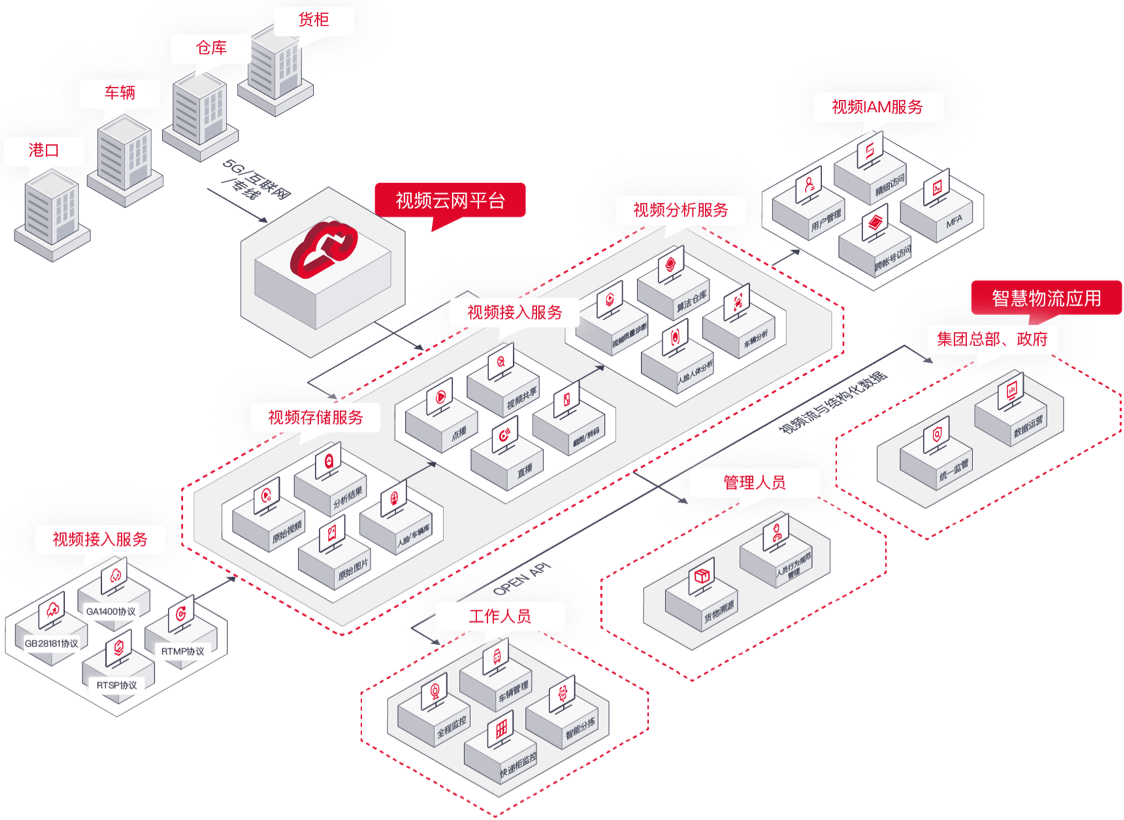 货柜
仓库
车辆
港口
5G/互联网
/专线
视频云网平台
视频IAM服务
精细访问
用户管理
MFA
跨帐号访问
视频分析服务
算法仓库
视频质量诊断
车辆分析
人脸人体分析
视频接入服务
视频共享
点播
截图/转码
直播
视频存储服务
分析结果
原始视频
人脸/车辆库
原始图片
视频接入服务
GA1400协议
GB28181协议
RTMP协议
RTSP协议
智慧物流应用
集团总部、政府
数据运营
统一监管
视频流与结构化数据
管理人员
人员行为规范
管理
货物溯源
OPEN API
工作人员
车辆管理
全程监控
智能分拣
快递柜监控